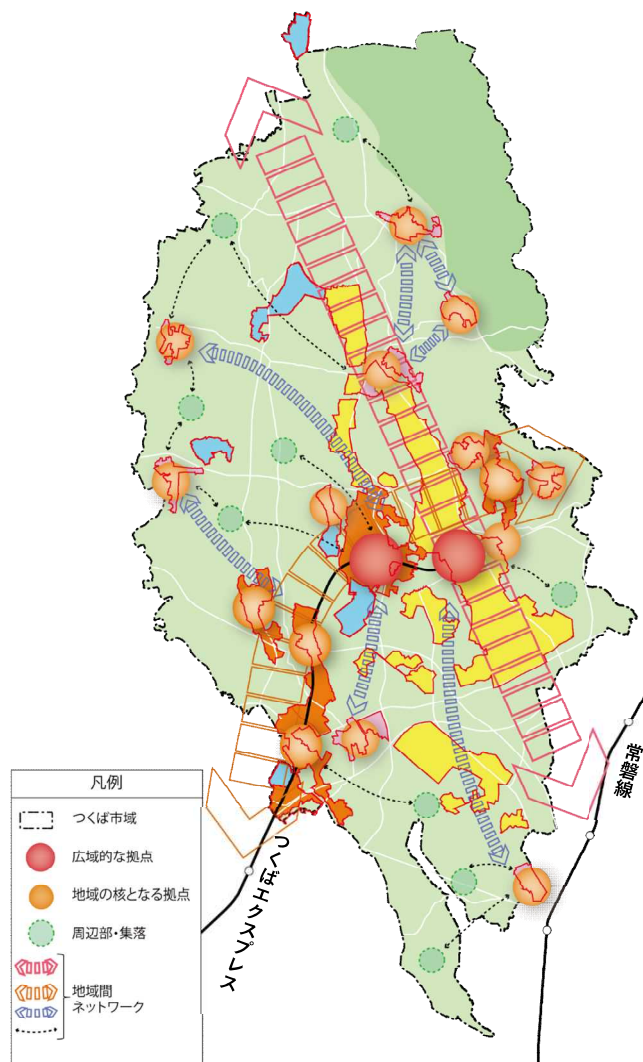 常磐線
つくばエクスプレス
凡例
つくば市域
広域的な拠点
地域の核となる拠点
周辺部・集落
地域間
ネットワーク